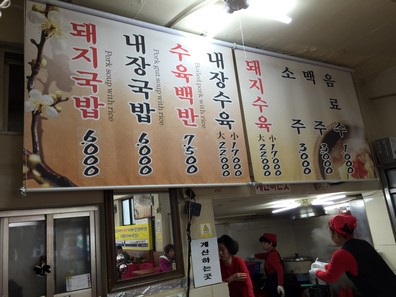 돼지국밥
Pork soup with rice
6000
내장국밥
Pork gut soup with rice
6000
수육백반
Boiled pork with rice
7500
내장수육
小 17000
大 22000
돼지수육
小 17000
大 22000
소주 3000
맥주 3000
음료수 1000
계산하는곳